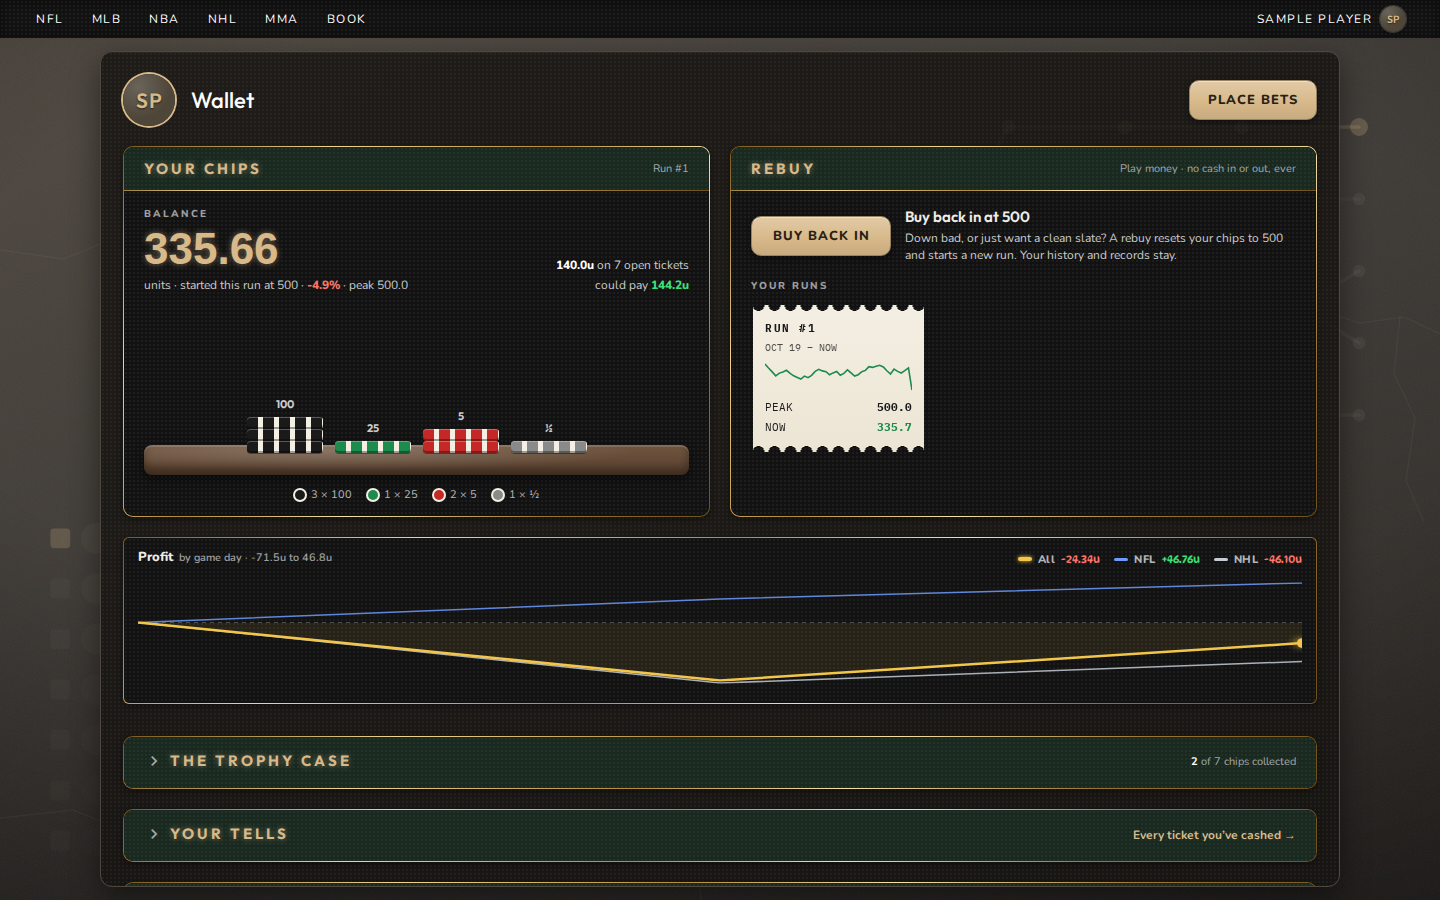 NFL MLB NBA NHL MMA BOOK SAMPLE PLAYER SP
SP Wallet PLACE BETS
YOUR CHIPS Run #1
BALANCE
335.66
140.0u on 7 open tickets
units · started this run at 500 · -4.9% · peak 500.0 could pay 144.2u
100
25
5
½
3 × 100 1 × 25 2 × 5 1 × ½
REBUY Play money · no cash in or out, ever
BUY BACK IN
Buy back in at 500
Down bad, or just want a clean slate? A rebuy resets your chips to 500
and starts a new run. Your history and records stay.
YOUR RUNS
RUN #1
OCT 19 – NOW
PEAK 500.0
NOW 335.7
Profit by game day · -71.5u to 46.8u All -24.34u NFL +46.76u NHL -46.10u
THE TROPHY CASE 2 of 7 chips collected
YOUR TELLS Every ticket you've cashed →